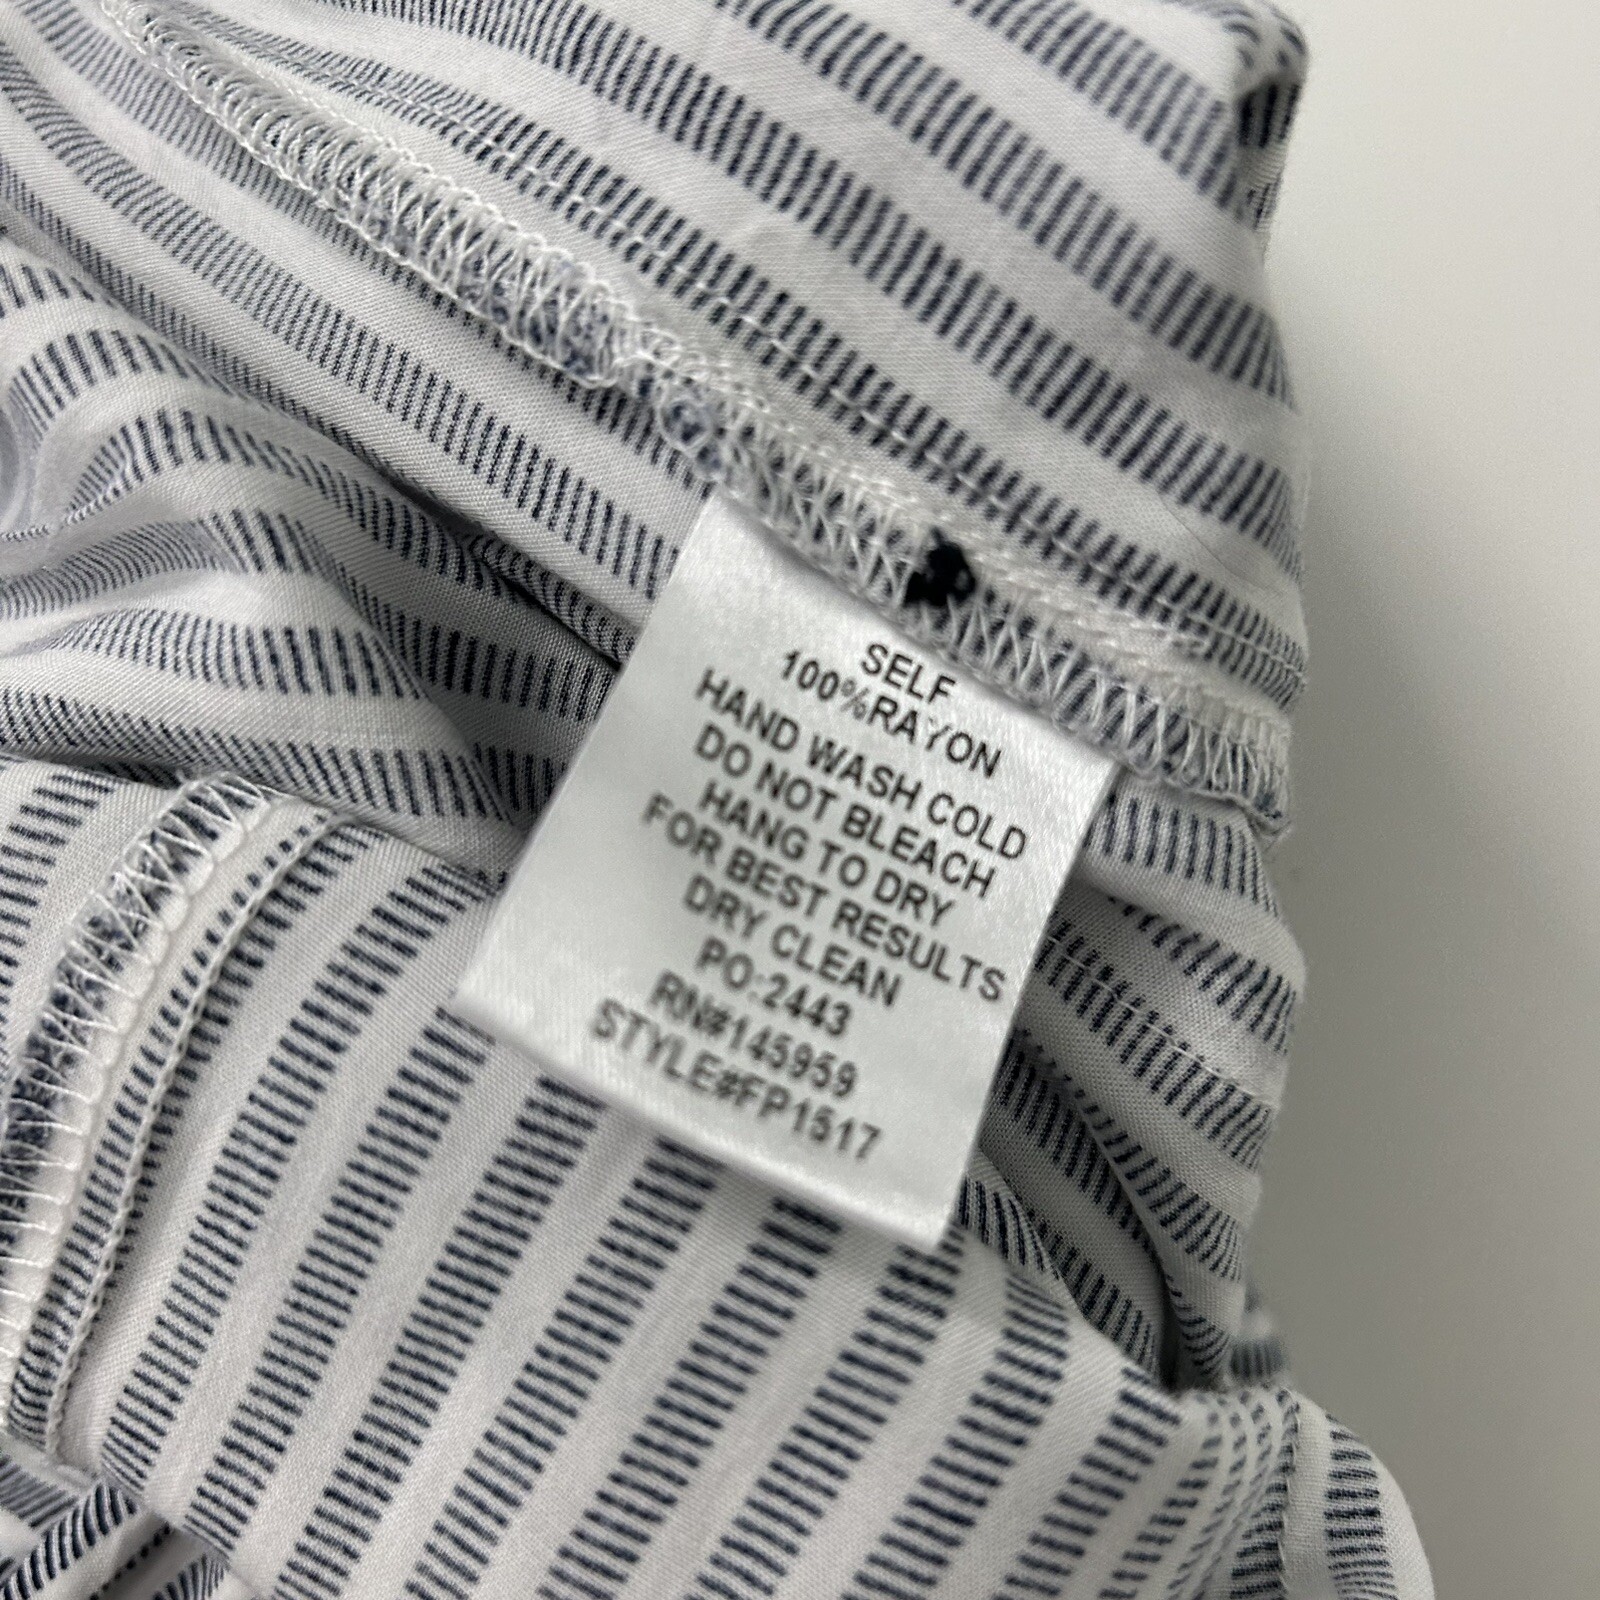 SELF
100%RAYON
HAND WASH COLD
DO NOT BLEACH
HANG TO DRY
FOR BEST RESULTS
DRY CLEAN
PO:2443
RN#145959
STYLE#FP1517